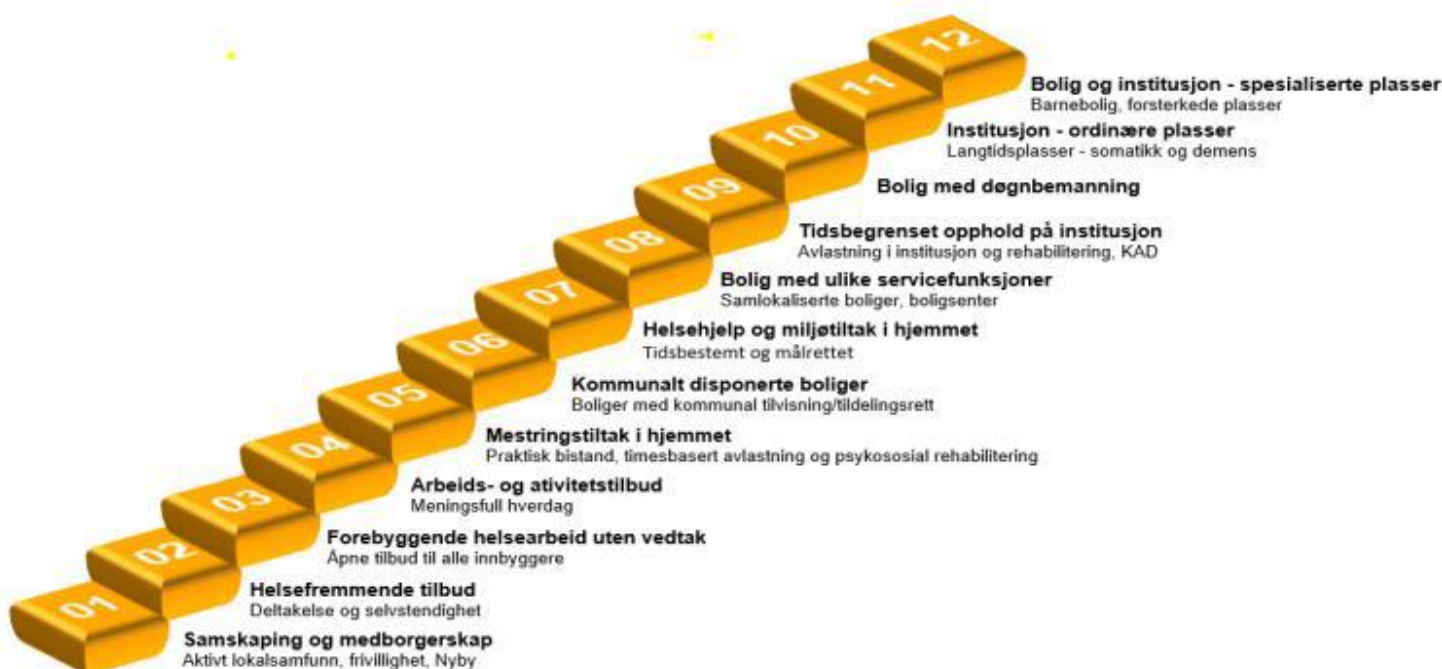 12
Bolig og institusjon - spesialiserte plasser
Barnebolig, forsterkede plasser
11
Institusjon - ordinære plasser
Langtidsplasser - somatikk og demens
10
Bolig med døgnbemanning
09
Tidsbegrenset opphold på institusjon
Avlastning i institusjon og rehabilitering, KAD
08
Bolig med ulike servicefunksjoner
Samlokaliserte boliger, boligsenter
07
Helsehjelp og miljøtiltak i hjemmet
Tidsbestemt og målrettet
06
Kommunalt disponerte boliger
Boliger med kommunal tilvisning/tildelingsrett
05
Mestringstiltak i hjemmet
Praktisk bistand, timesbasert avlastning og psykososial rehabilitering
04
Arbeids- og ativitetstilbud
Meningsfull hverdag
03
Forebyggende helsearbeid uten vedtak
Åpne tilbud til alle innbyggere
02
Helsefremmende tilbud
Deltakelse og selvstendighet
01
Samskaping og medborgerskap
Aktivt lokalsamfunn, frivillighet, Nyby